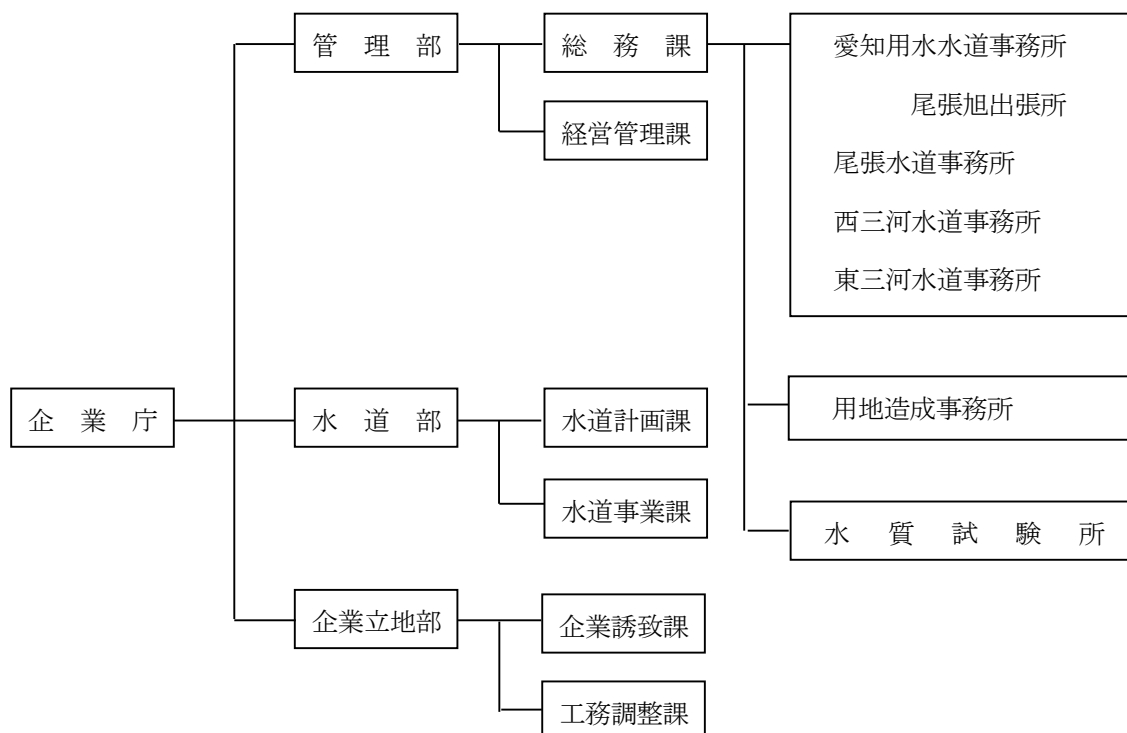 管理部
総務課
愛知用水水道事務所
尾張旭出張所
経営管理課
尾張水道事務所
西三河水道事務所
東三河水道事務所
企業庁
水道部
水道計画課
用地造成事務所
水道事業課
水質試験所
企業立地部
企業誘致課
工務調整課